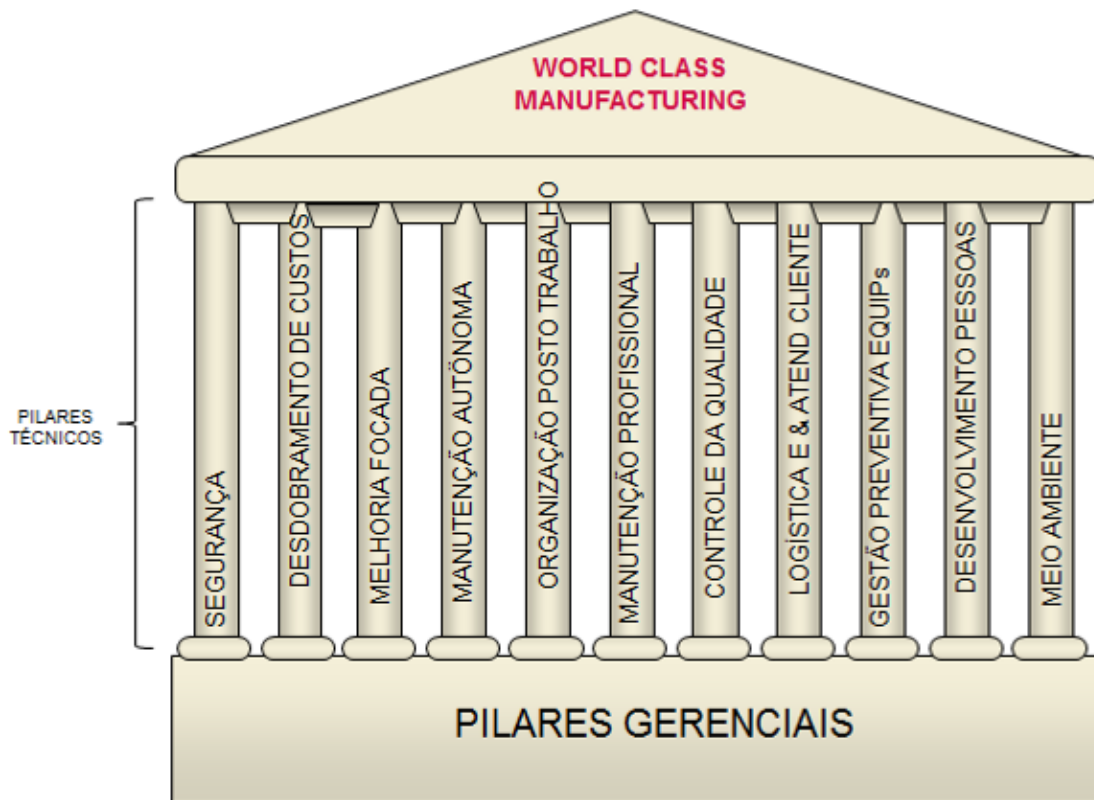 WORLD CLASS
MANUFACTURING
PILARES
TÉCNICOS
SEGURANÇA
DESDOBRAMENTO DE CUSTOS
MELHORIA FOCADA
MANUTENÇÃO AUTÔNOMA
ORGANIZAÇÃO POSTO TRABALHO
MANUTENÇÃO PROFISSIONAL
CONTROLE DA QUALIDADE
LOGÍSTICA E & ATEND CLIENTE
GESTÃO PREVENTIVA EQUIPs
DESENVOLVIMENTO PESSOAS
MEIO AMBIENTE
PILARES GERENCIAIS